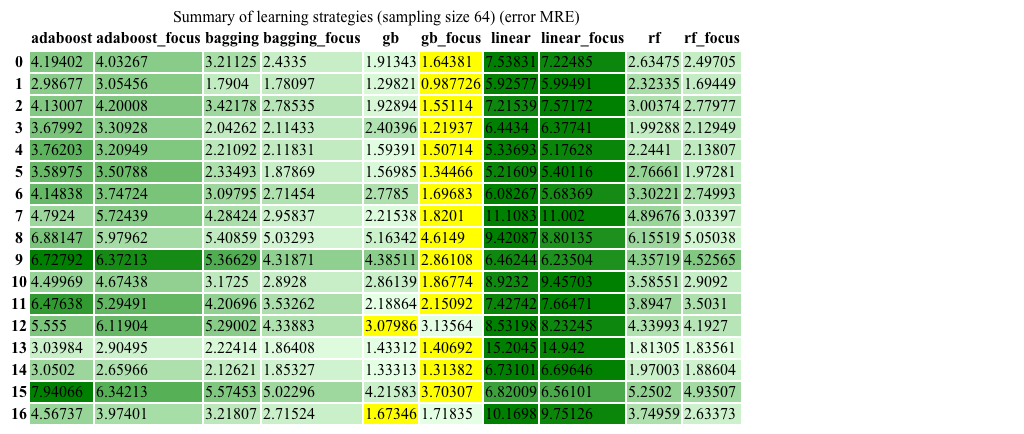 Summary of learning strategies (sampling size 64) (error MRE)
adaboost adaboost_focus bagging bagging_focus gb gb_focus linear linear_focus rf rf_focus
0 4.19402 4.03267 3.21125 2.4335 1.91343 1.64381 7.53831 7.22485 2.63475 2.49705
1 2.98677 3.05456 1.7904 1.78097 1.29821 0.987726 5.92577 5.99491 2.32335 1.69449
2 4.13007 4.20008 3.42178 2.78535 1.92894 1.55114 7.21539 7.57172 3.00374 2.77977
3 3.67992 3.30928 2.04262 2.11433 2.40396 1.21937 6.4434 6.37741 1.99288 2.12949
4 3.76203 3.20949 2.21092 2.11831 1.59391 1.50714 5.33693 5.17628 2.2441 2.13807
5 3.58975 3.50788 2.33493 1.87869 1.56985 1.34466 5.21609 5.40116 2.76661 1.97281
6 4.14838 3.74724 3.09795 2.71454 2.7785 1.69683 6.08267 5.68369 3.30221 2.74993
7 4.7924 5.72439 4.28424 2.95837 2.21538 1.8201 11.1083 11.002 4.89676 3.03397
8 6.88147 5.97962 5.40859 5.03293 5.16342 4.6149 9.42087 8.80135 6.15519 5.05038
9 6.72792 6.37213 5.36629 4.31871 4.38511 2.86108 6.46244 6.23504 4.35719 4.52565
10 4.49969 4.67438 3.1725 2.8928 2.86139 1.86774 8.9232 9.45703 3.58551 2.9092
11 6.47638 5.29491 4.20696 3.53262 2.18864 2.15092 7.42742 7.66471 3.8947 3.5031
12 5.555 6.11904 5.29002 4.33883 3.07986 3.13564 8.53198 8.23245 4.33993 4.1927
13 3.03984 2.90495 2.22414 1.86408 1.43312 1.40692 15.2045 14.942 1.81305 1.83561
14 3.0502 2.65966 2.12621 1.85327 1.33313 1.31382 6.73101 6.69646 1.97003 1.88604
15 7.94066 6.34213 5.57453 5.02296 4.21583 3.70307 6.82009 6.56101 5.2502 4.93507
16 4.56737 3.97401 3.21807 2.71524 1.67346 1.71835 10.1698 9.75126 3.74959 2.63373